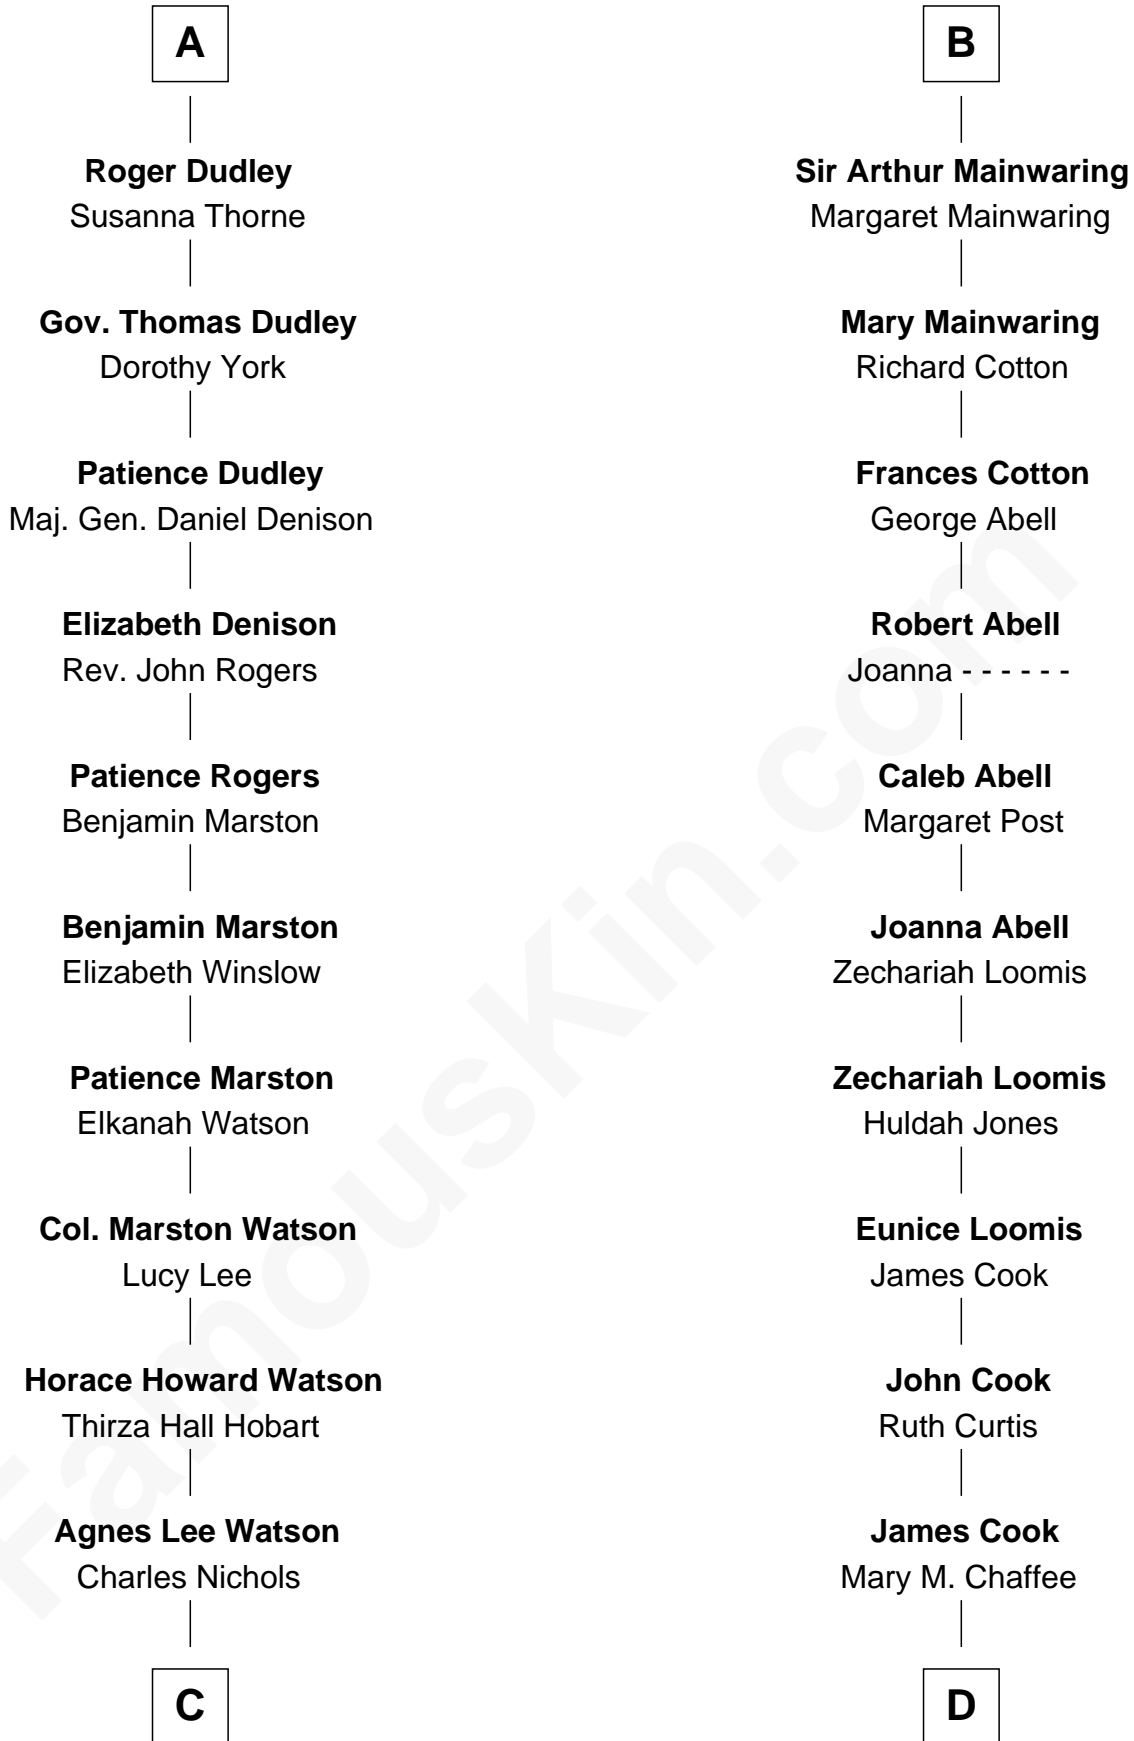 A
Roger Dudley
Susanna Thorne
Gov. Thomas Dudley
Dorothy York
Patience Dudley
Maj. Gen. Daniel Denison
Elizabeth Denison
Rev. John Rogers
Patience Rogers
Benjamin Marston
Benjamin Marston
Elizabeth Winslow
Patience Marston
Elkanah Watson
Col. Marston Watson
Lucy Lee
Horace Howard Watson
Thirza Hall Hobart
Agnes Lee Watson
Charles Nichols
C
B
Sir Arthur Mainwaring
Margaret Mainwaring
Mary Mainwaring
Richard Cotton
Frances Cotton
George Abell
Robert Abell
Joanna - - - - - -
Caleb Abell
Margaret Post
Joanna Abell
Zechariah Loomis
Zechariah Loomis
Huldah Jones
Eunice Loomis
James Cook
John Cook
Ruth Curtis
James Cook
Mary M. Chaffee
D
FamousKin.com